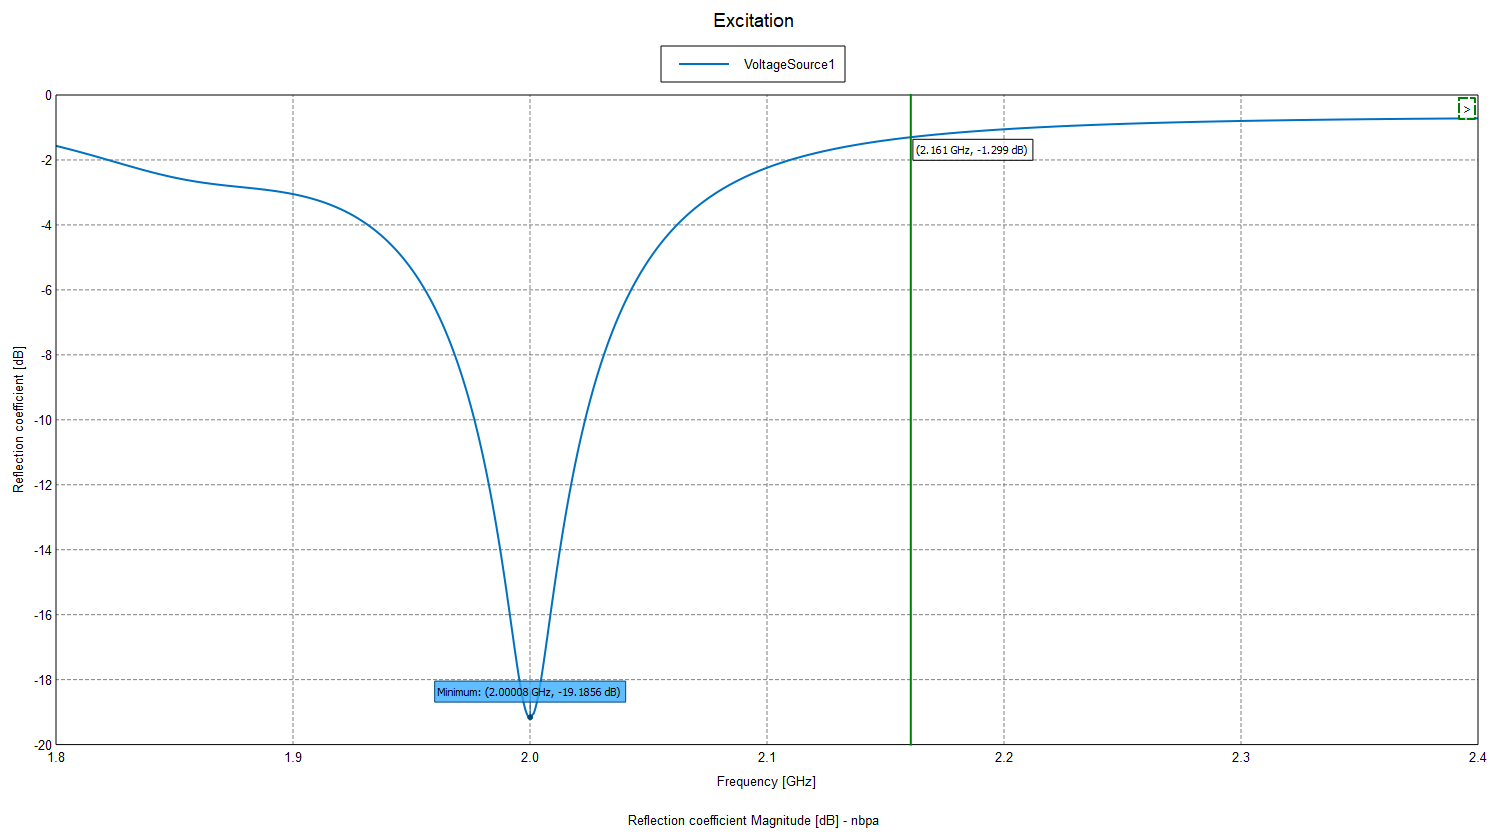 Excitation
VoltageSource1
0
>
-2
(2.161 GHz, -1.299 dB)
-4
-6
-8
Reflection coefficient [dB]
-10
-12
-14
-16
-18
Minimum: (2.00008 GHz, -19.1856 dB)
-20
1.8 1.9 2.0 2.1 2.2 2.3 2.4
Frequency [GHz]
Reflection coefficient Magnitude [dB] - nbpa